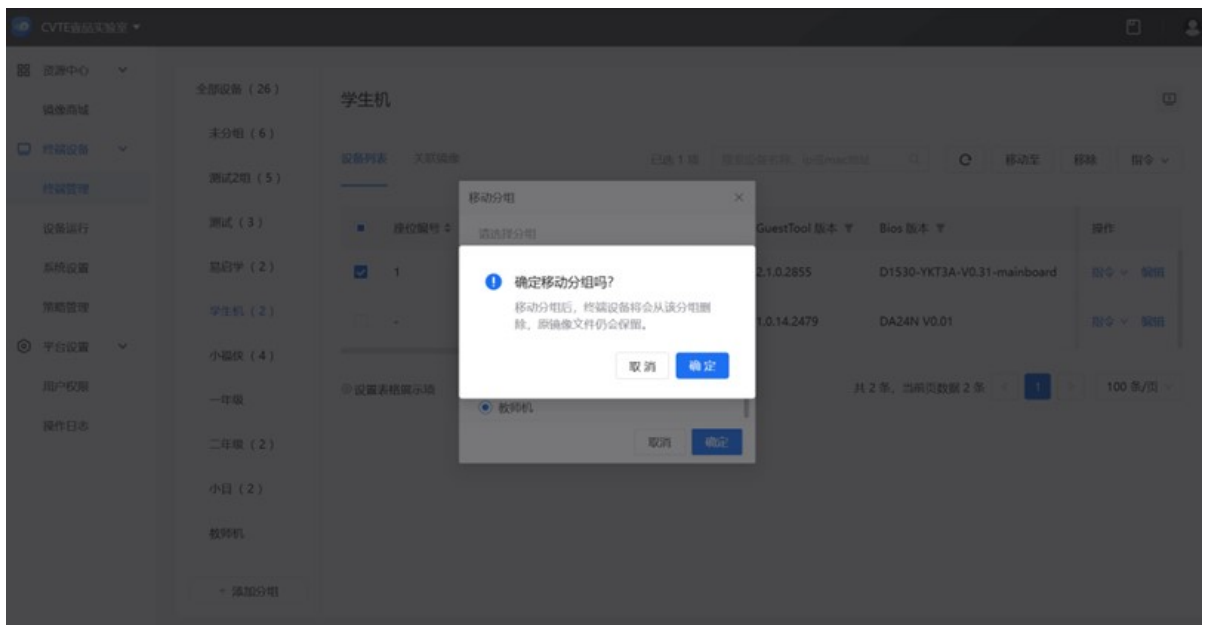 CVTE壹品实验室
资源中心
镜像商城
终端设备
终端管理
设备运行
系统设置
策略管理
平台设置
用户权限
操作日志
全部设备 ( 26 )
未分组 ( 6 )
测试2组 ( 5 )
测试 ( 3 )
易启学 ( 2 )
学生机 ( 2 )
小福侠 ( 4 )
一年级
二年级 ( 2 )
小目 ( 2 )
教师机
添加分组
学生机
设备列表 关联镜像 已选 1 项 移动至 移除 指令
座位编号 GuestTool 版本 Bios 版本 操作
1 2.1.0.2855 D1530-YKT3A-V0.31-mainboard 指令 编辑
- 1.0.14.2479 DA24N V0.01 指令 编辑
设置表格展示项 共 2 条, 当前页数据 2 条 1 100 条/页
移动分组
请选择分组
确定移动分组吗?
移动分组后，终端设备将会从该分组删
除，原镜像文件仍会保留。
取 消 确 定
教师机
取消 确定